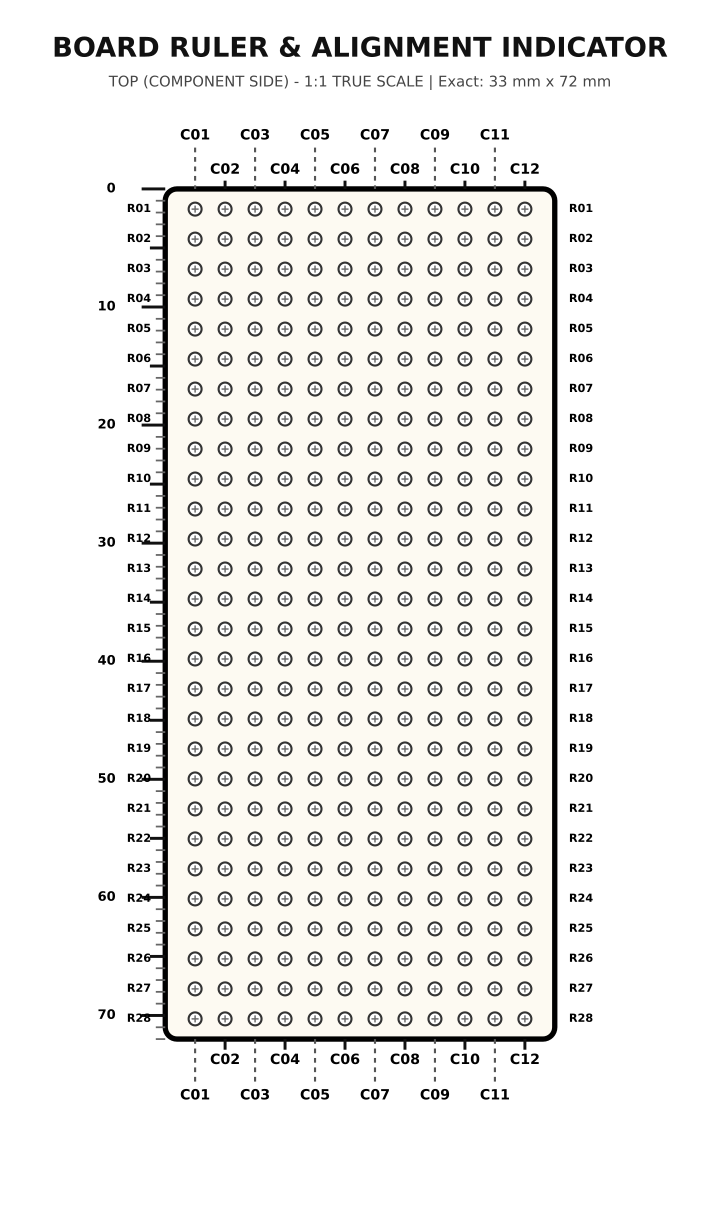 BOARD RULER & ALIGNMENT INDICATOR
TOP (COMPONENT SIDE) - 1:1 TRUE SCALE | Exact: 33 mm x 72 mm
C01 C03 C05 C07 C09 C11
C02 C04 C06 C08 C10 C12
0
R01 R01
R02 R02
R03 R03
R04 R04
10
R05 R05
R06 R06
R07 R07
R08 R08
20
R09 R09
R10 R10
R11 R11
R12 R12
30
R13 R13
R14 R14
R15 R15
R16 R16
40
R17 R17
R18 R18
R19 R19
50 R20 R20
R21 R21
R22 R22
R23 R23
60 R24 R24
R25 R25
R26 R26
R27 R27
70 R28 R28
C02 C04 C06 C08 C10 C12
C01 C03 C05 C07 C09 C11